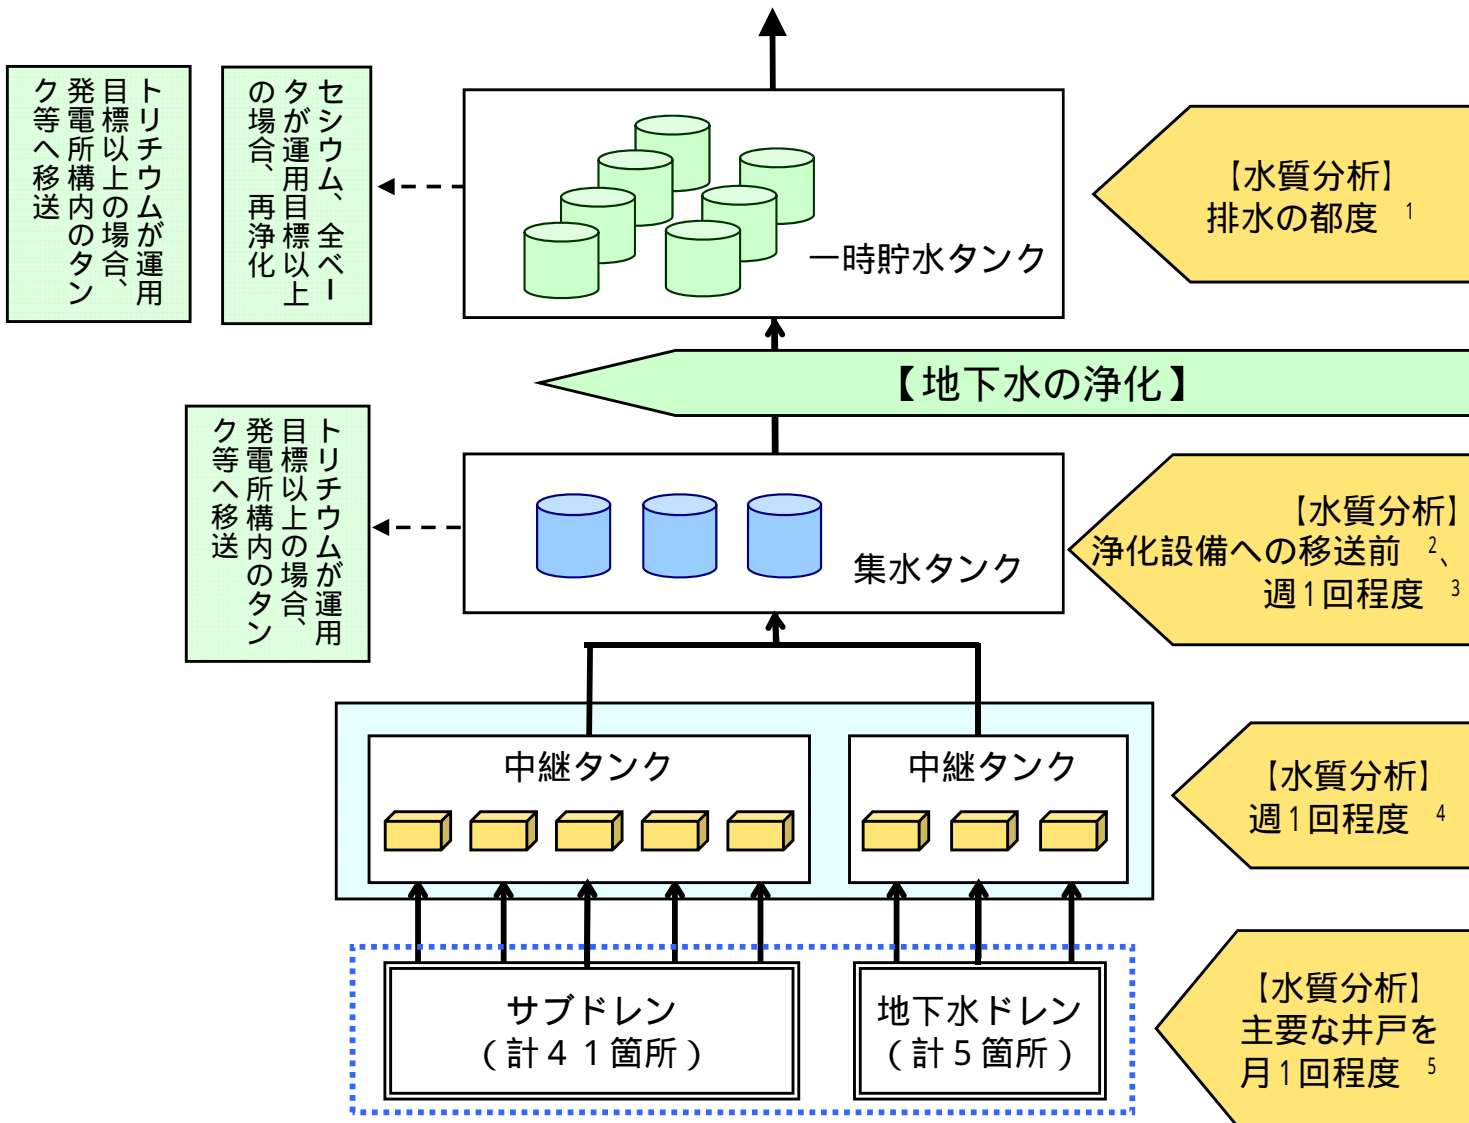 トリチウムが運用
目標以上の場合、
発電所構内のタン
ク等へ移送
セシウム、全ベー
タが運用目標以上
の場合、再浄化
一時貯水タンク
【水質分析】
排水の都度 1
【地下水の浄化】
トリチウムが運用
目標以上の場合、
発電所構内のタン
ク等へ移送
集水タンク
【水質分析】
浄化設備への移送前 2、
週1回程度 3
中継タンク
中継タンク
【水質分析】
週1回程度 4
サブドレン
（計４１箇所）
地下水ドレン
（計５箇所）
【水質分析】
主要な井戸を
月1回程度 5